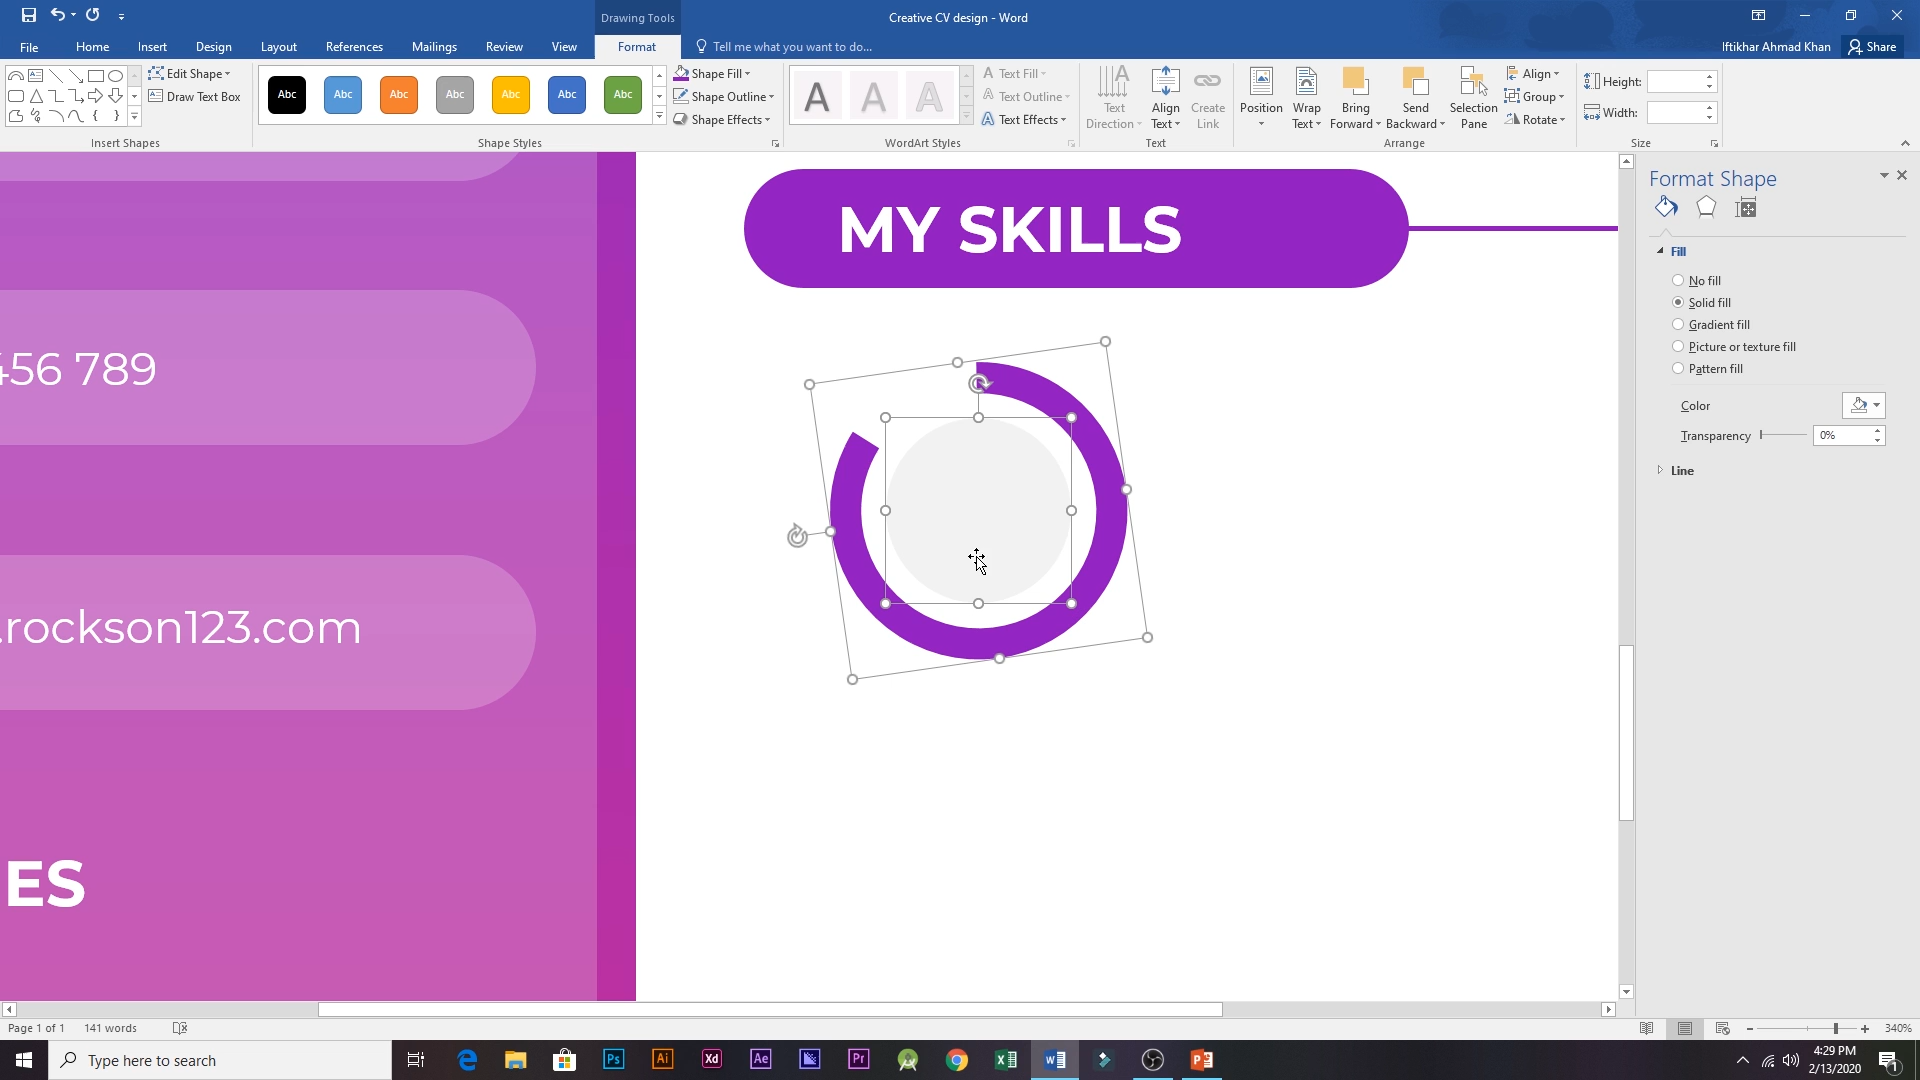 Drawing Tools
Creative CV design - Word
File Home Insert Design Layout References Mailings Review View Format Tell me what you want to do... Iftikhar Ahmad Khan Share
Edit Shape
Draw Text Box
Insert Shapes
Abc Abc Abc Abc Abc Abc Abc
Shape Fill
Shape Outline
Shape Effects
Shape Styles
A A A
Text Fill
Text Outline
Text Effects
WordArt Styles
Text Direction
Align Text
Create Link
Text
Position
Wrap Text
Bring Forward
Send Backward
Selection Pane
Align
Group
Rotate
Arrange
Height:
Width:
Size
456 789
.rockson123.com
ES
MY SKILLS
Format Shape
Fill
No fill
Solid fill
Gradient fill
Picture or texture fill
Pattern fill
Color
Transparency 0%
Line
Page 1 of 1 141 words
340%
Type here to search
Ps Ai Xd Ae Pr
4:29 PM
2/13/2020
1